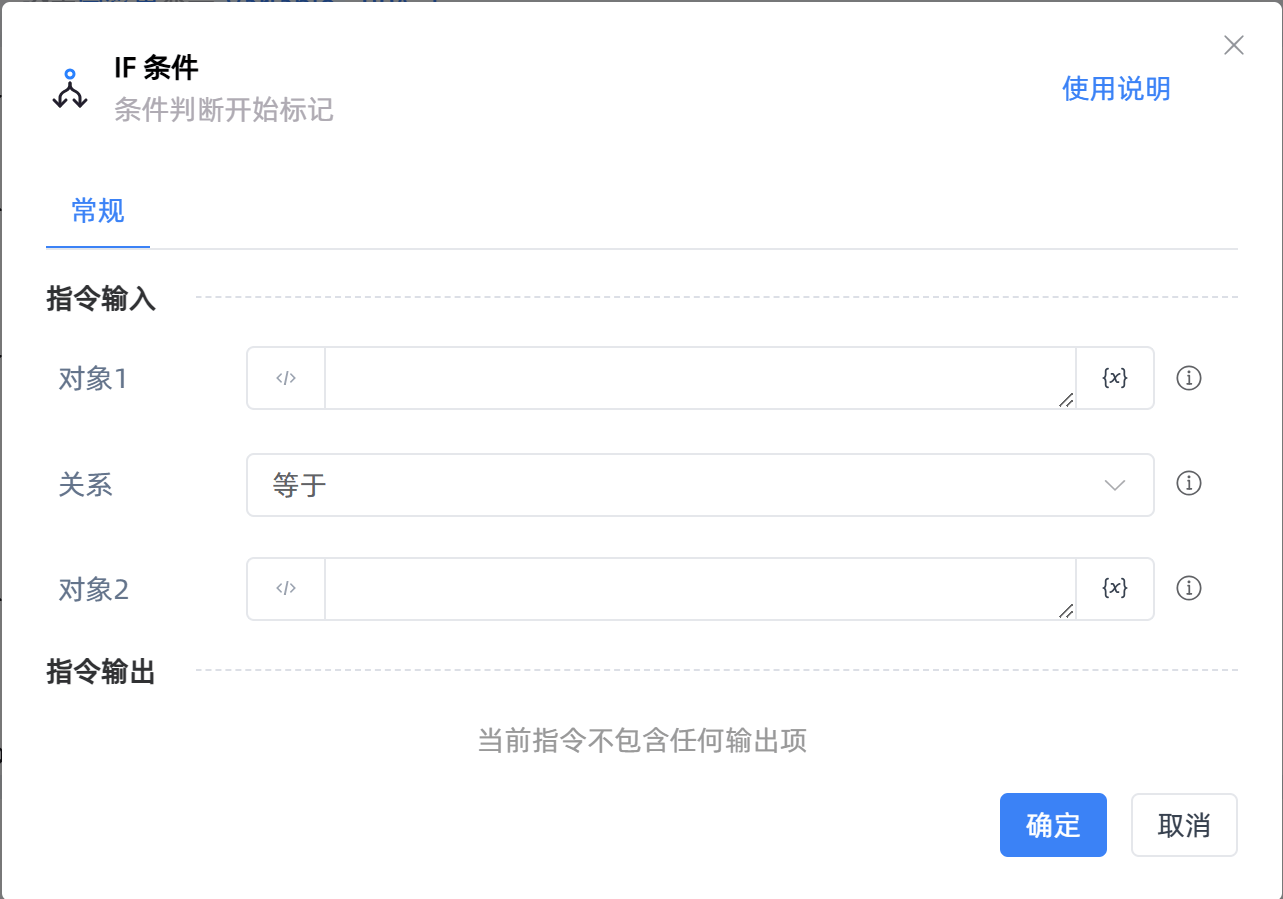 IF 条件
条件判断开始标记
使用说明
常规
指令输入
对象1
</>
{x}
关系
等于
对象2
</>
{x}
指令输出
当前指令不包含任何输出项
确定
取消